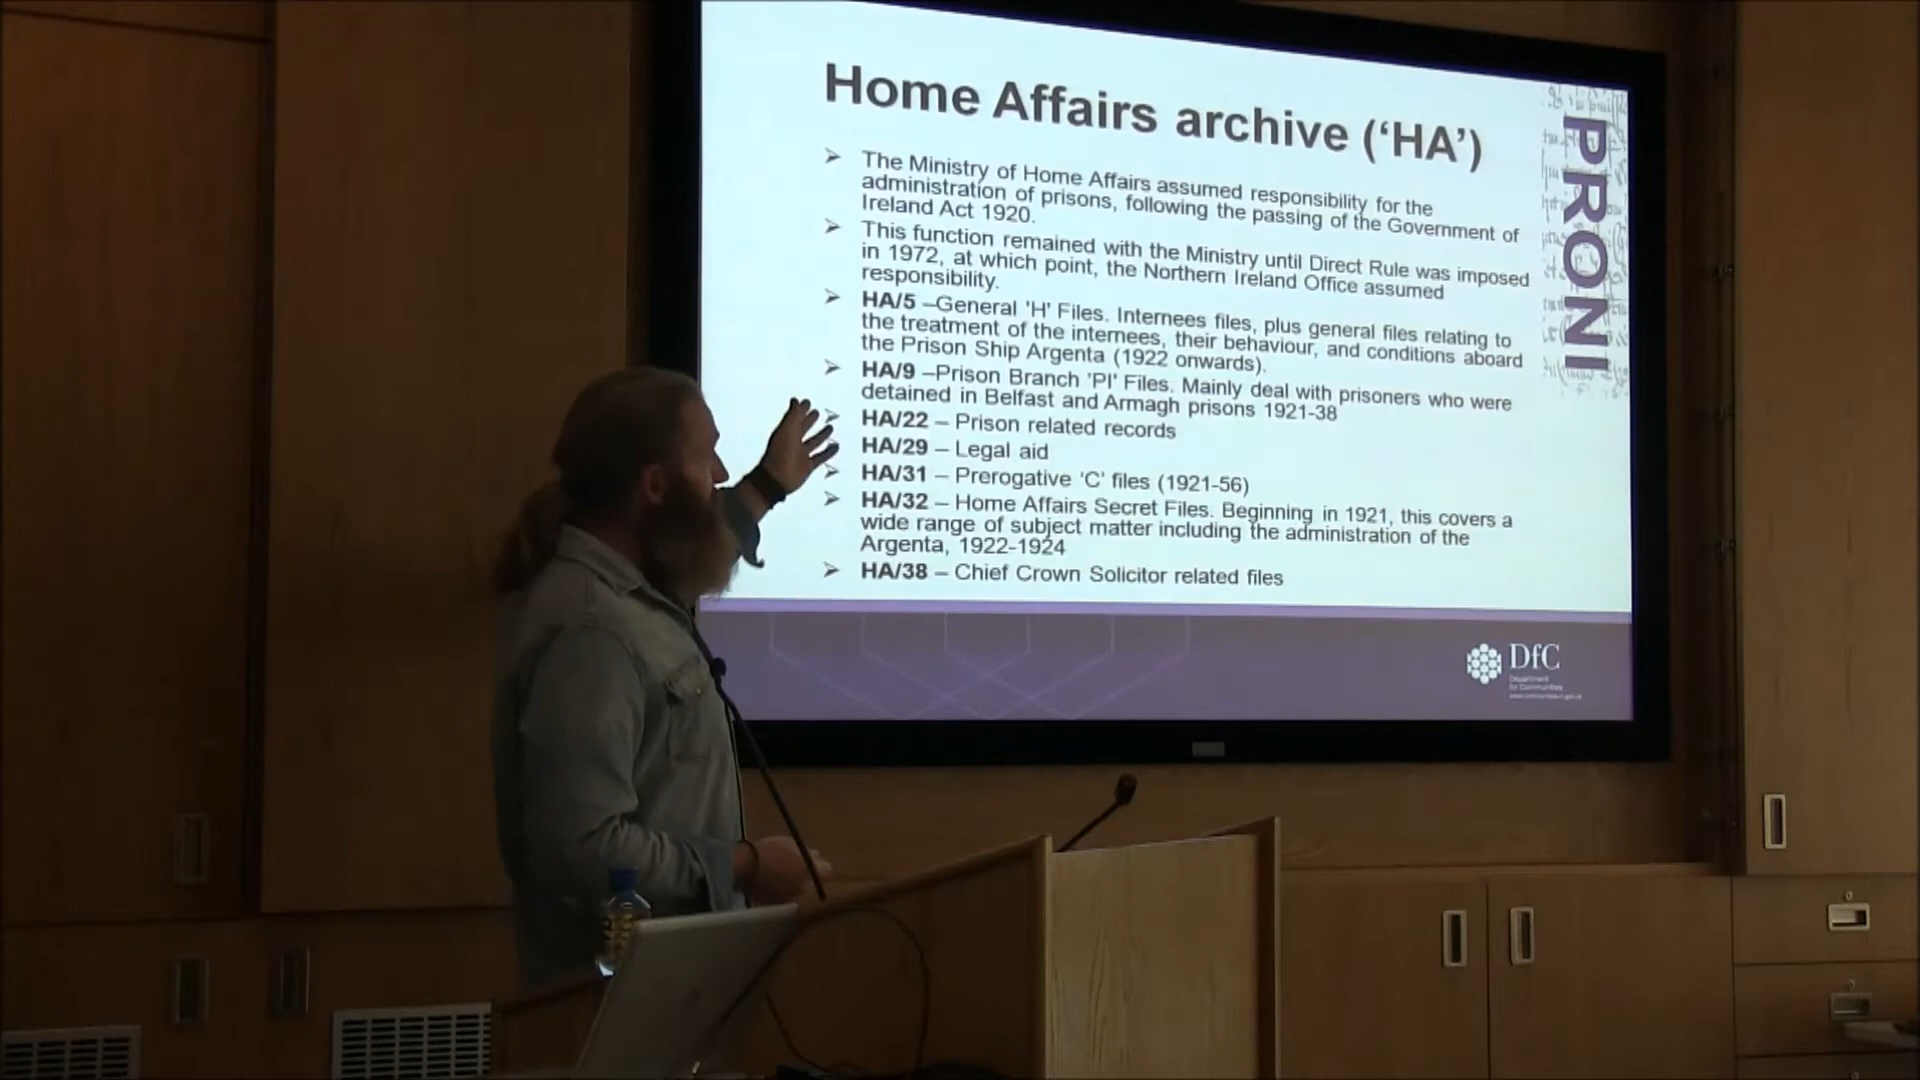 Home Affairs archive (‘HA’)
➢ The Ministry of Home Affairs assumed responsibility for the
administration of prisons, following the passing of the Government of
Ireland Act 1920.
➢ This function remained with the Ministry until Direct Rule was imposed
in 1972, at which point, the Northern Ireland Office assumed
responsibility.
➢ HA/5 –General 'H' Files. Internees files, plus general files relating to
the treatment of the internees, their behaviour, and conditions aboard
the Prison Ship Argenta (1922 onwards).
➢ HA/9 –Prison Branch 'PI' Files. Mainly deal with prisoners who were
detained in Belfast and Armagh prisons 1921-38
➢ HA/22 – Prison related records
➢ HA/29 – Legal aid
➢ HA/31 – Prerogative ‘C’ files (1921-56)
➢ HA/32 – Home Affairs Secret Files. Beginning in 1921, this covers a
wide range of subject matter including the administration of the
Argenta, 1922-1924
➢ HA/38 – Chief Crown Solicitor related files
PRONI
DfC
Department
for Communities